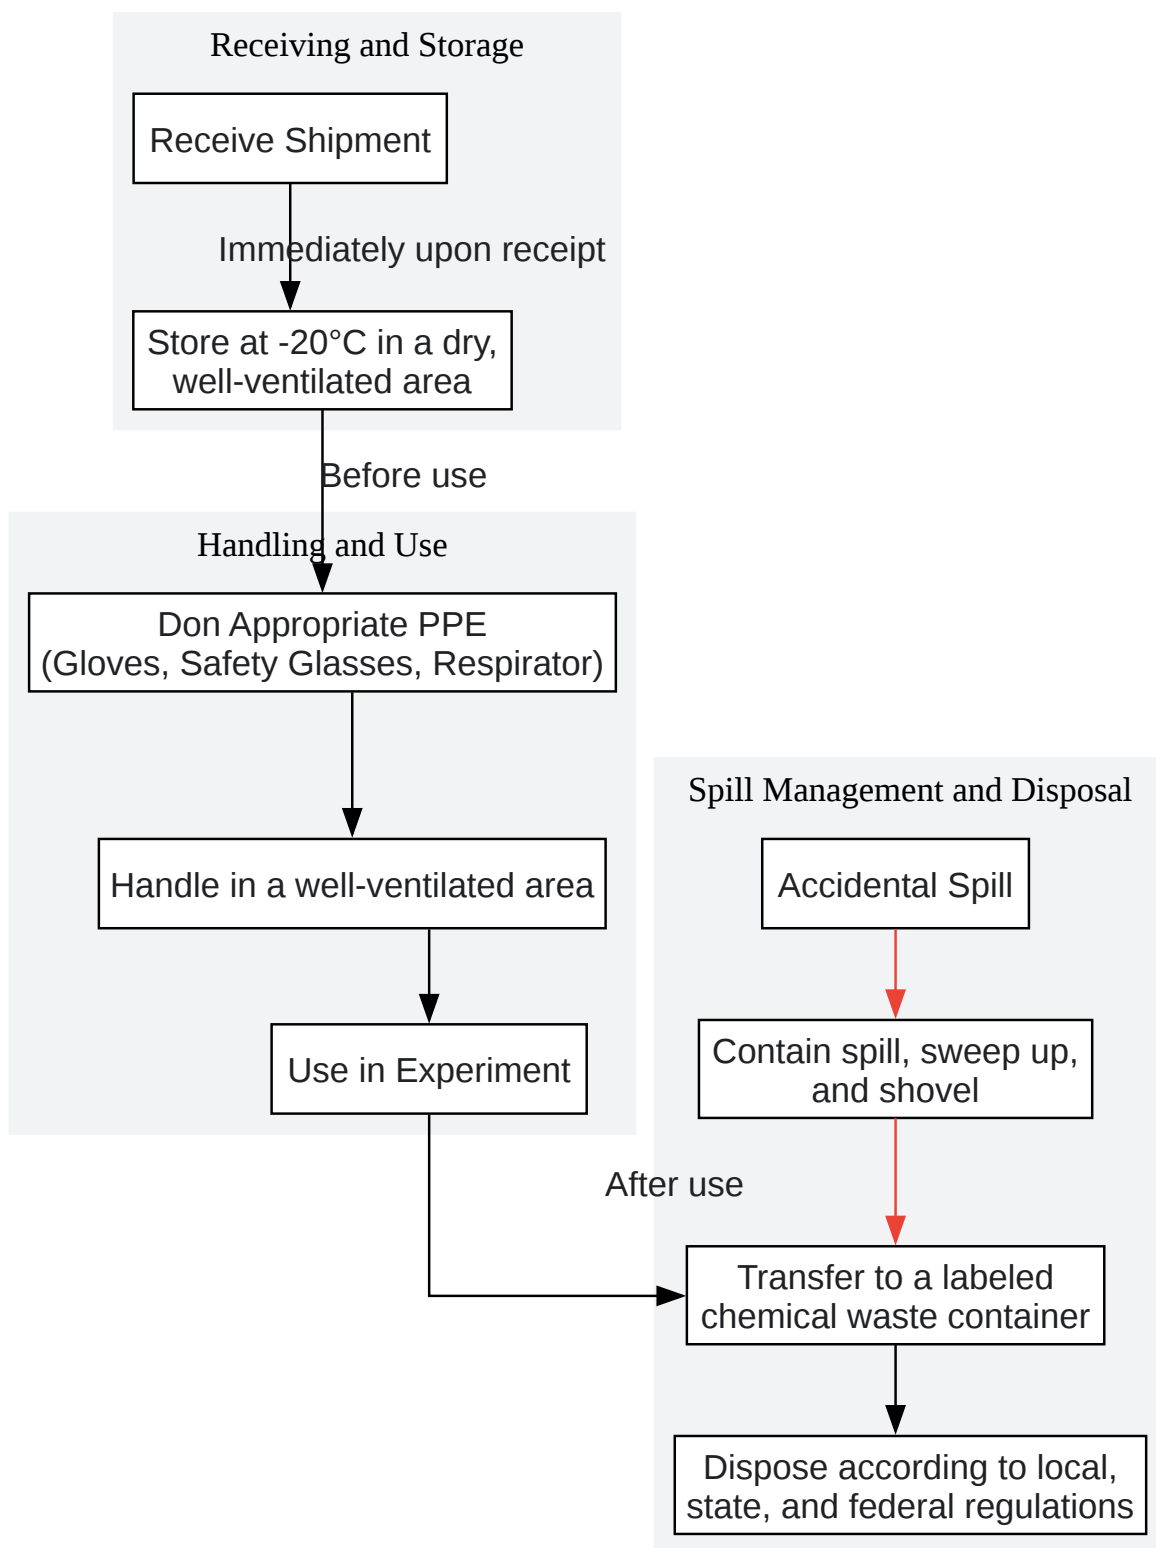 Receiving and Storage
Receive Shipment
Immediately upon receipt
Store at -20°C in a dry,
well-ventilated area
Before use
Handling and Use
Don Appropriate PPE
(Gloves, Safety Glasses, Respirator)
Handle in a well-ventilated area
Use in Experiment
After use
Spill Management and Disposal
Accidental Spill
Contain spill, sweep up,
and shovel
Transfer to a labeled
chemical waste container
Dispose according to local,
state, and federal regulations